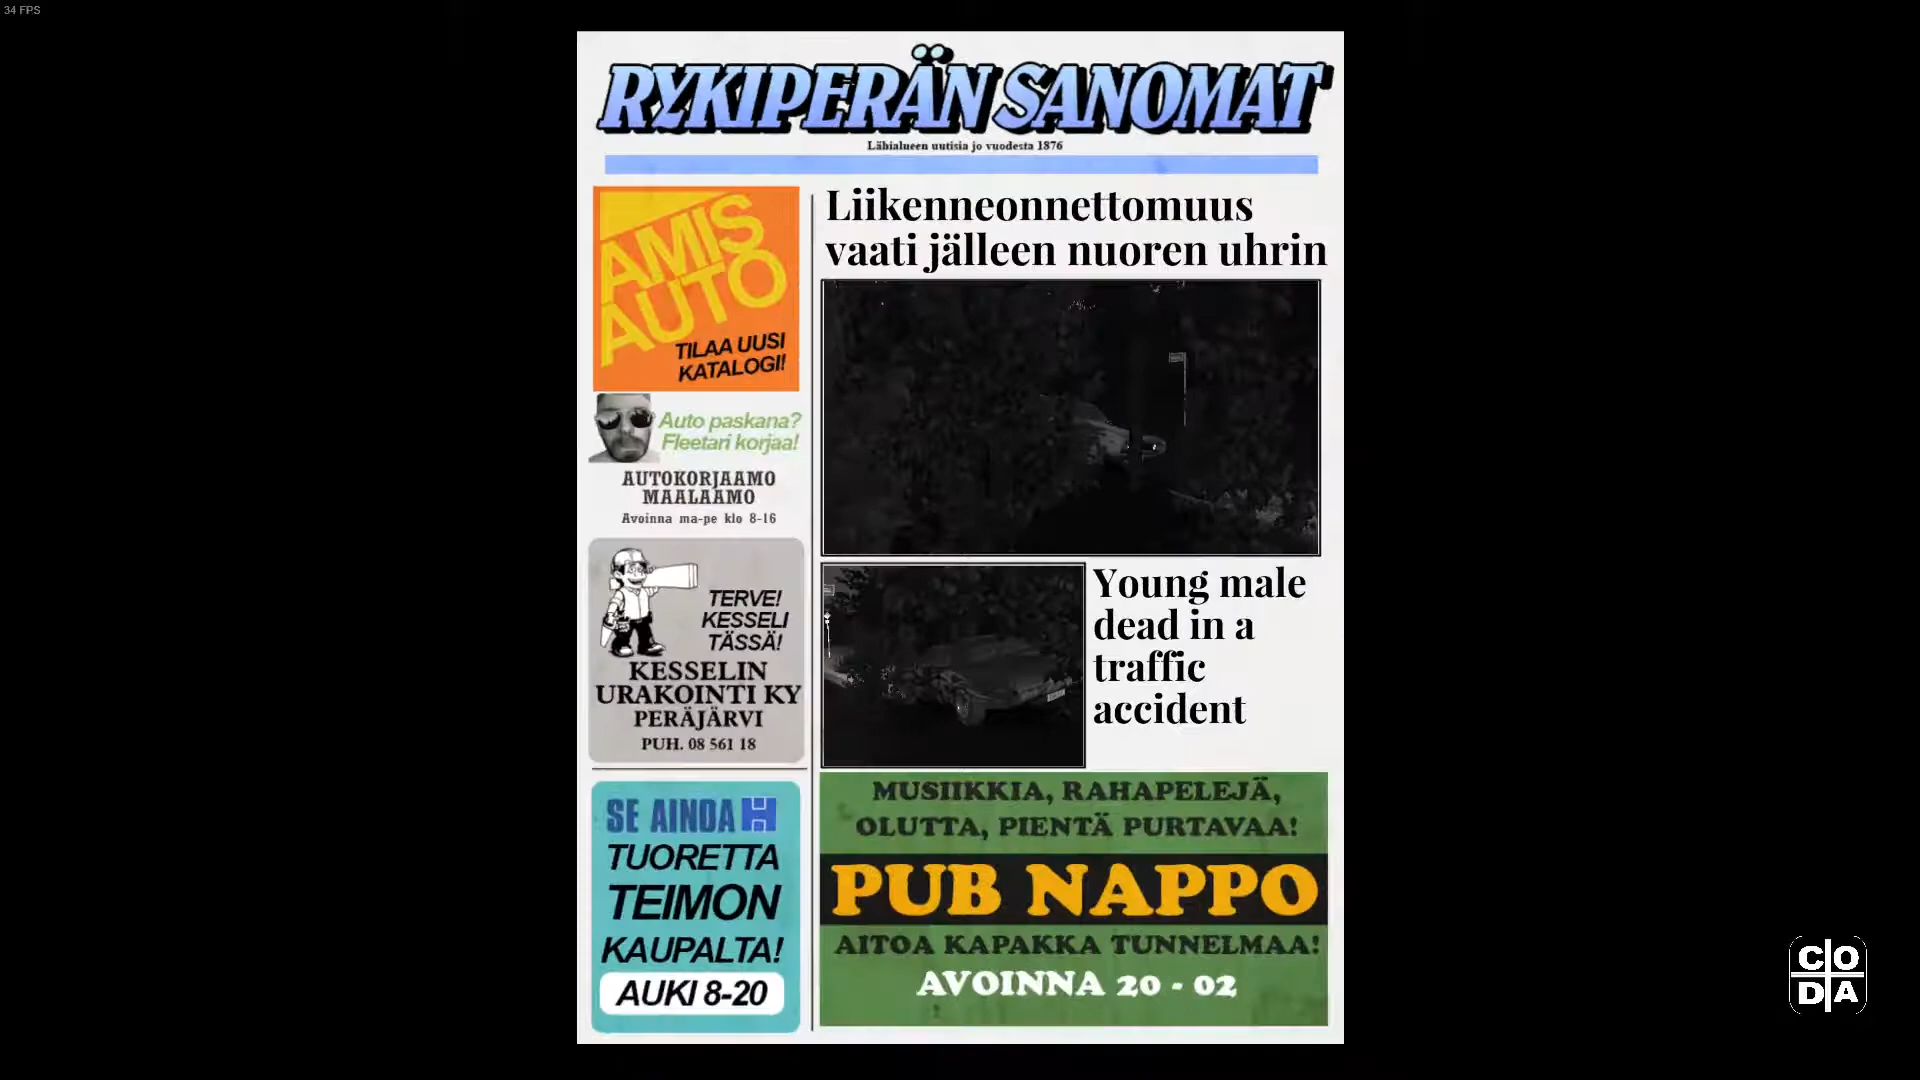 34 FPS
RYKIPERÄN SANOMAT
Lähialueen uutisia jo vuodesta 1876
AMIS
AUTO
TILAA UUSI
KATALOGI!
Auto paskana?
Fleetari korjaa!
AUTOKORJAAMO
MAALAAMO
Avoinna ma-pe klo 8-16
TERVE!
KESSELI
TÄSSÄ!
KESSELIN
URAKOINTI KY
PERÄJÄRVI
PUH. 08 561 18
SE AINOA H
TUORETTA
TEIMON
KAUPALTA!
AUKI 8-20
Liikenneonnettomuus
vaati jälleen nuoren uhrin
Young male
dead in a
traffic
accident
MUSIIKKIA, RAHAPELEJÄ,
OLUTTA, PIENTÄ PURTAVAA!
PUB NAPPO
AITOA KAPAKKA TUNNELMAA!
AVOINNA 20 - 02
CO
DA